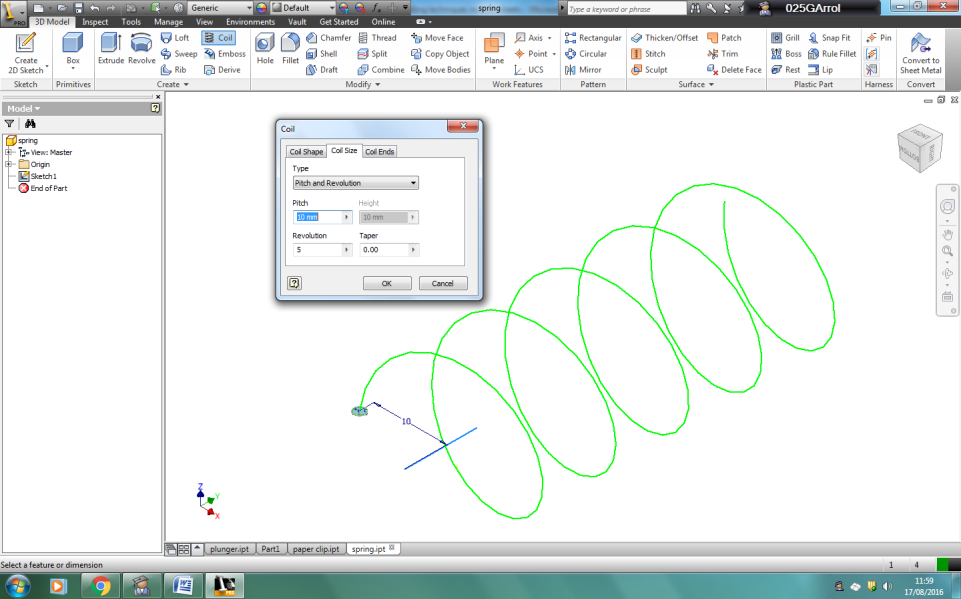 PRO
Generic
Default
spring
Type a keyword or phrase
025GArrol
3D Model Inspect Tools Manage View Environments Vault Get Started Online
Create
2D Sketch
Box
Extrude
Revolve
Loft
Sweep
Rib
Coil
Emboss
Derive
Hole
Fillet
Chamfer
Shell
Draft
Thread
Split
Combine
Move Face
Copy Object
Move Bodies
Plane
Axis
Point
UCS
Rectangular
Circular
Mirror
Thicken/Offset
Stitch
Sculpt
Patch
Trim
Delete Face
Grill
Boss
Rest
Snap Fit
Rule Fillet
Lip
Pin
Convert to
Sheet Metal
Sketch Primitives Create Modify Work Features Pattern Surface Plastic Part Harness Convert
Model
spring
View: Master
Origin
Sketch1
End of Part
Coil
Coil Shape Coil Size Coil Ends
Type
Pitch and Revolution
Pitch Height
10 mm 10 mm
Revolution Taper
5 0.00
OK Cancel
FRONT
BOTTOM
10
Z
Y
X
plunger.ipt Part1 paper clip.ipt spring.ipt
Select a feature or dimension
1 4
11:59
17/08/2016